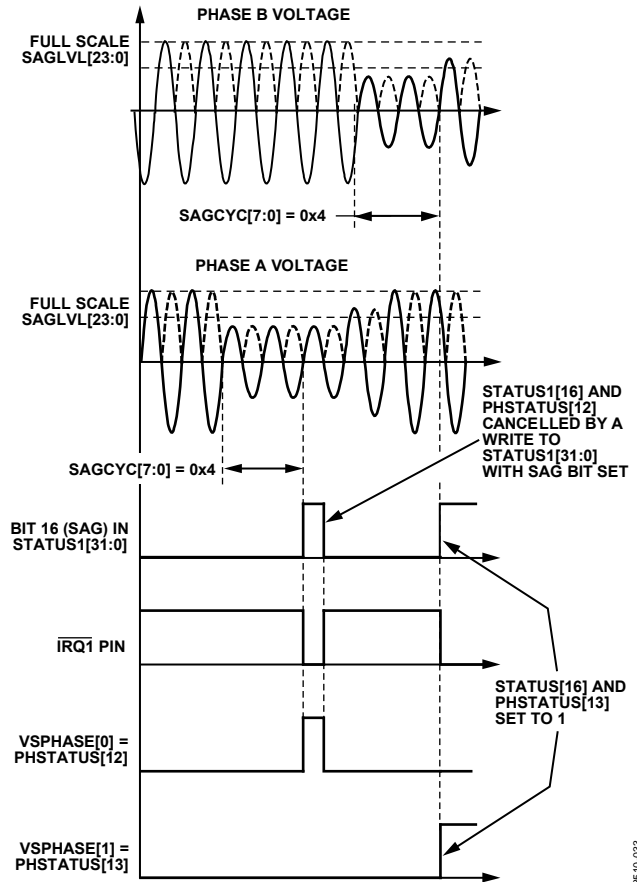 PHASE B VOLTAGE
FULL SCALE
SAGLVL[23:0]
SAGCYC[7:0] = 0x4
PHASE A VOLTAGE
FULL SCALE
SAGLVL[23:0]
STATUS1[16] AND
PHSTATUS[12]
CANCELLED BY A
WRITE TO
STATUS1[31:0]
WITH SAG BIT SET
SAGCYC[7:0] = 0x4
BIT 16 (SAG) IN
STATUS1[31:0]
IRQ1 PIN
STATUS[16] AND
PHSTATUS[13]
SET TO 1
VSPHASE[0] =
PHSTATUS[12]
VSPHASE[1] =
PHSTATUS[13]